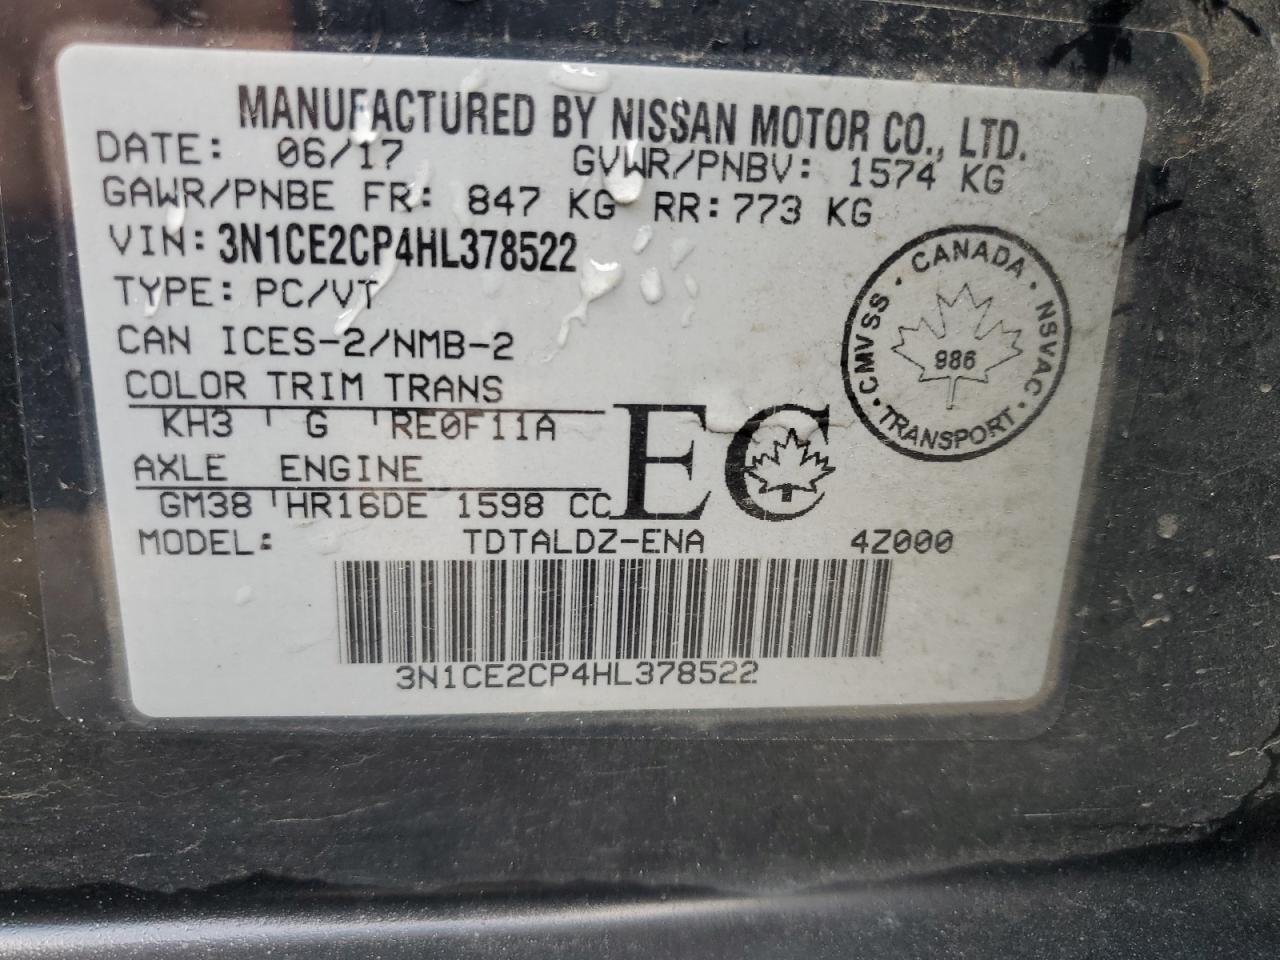 MANUFACTURED BY NISSAN MOTOR CO., LTD.
DATE: 06/17 GVWR/PNBV: 1574 KG
GAWR/PNBE FR: 847 KG RR: 773 KG
VIN: 3N1CE2CP4HL378522
TYPE: PC/VT
CAN ICES-2/NMB-2
COLOR TRIM TRANS
KH3 G RE0F11A
AXLE ENGINE
GM38 HR16DE 1598 CC
EC
CMVSS · CANADA · NSVAC · TRANSPORT ·
986
MODEL: TDTALDZ-ENA 4Z000
3N1CE2CP4HL378522